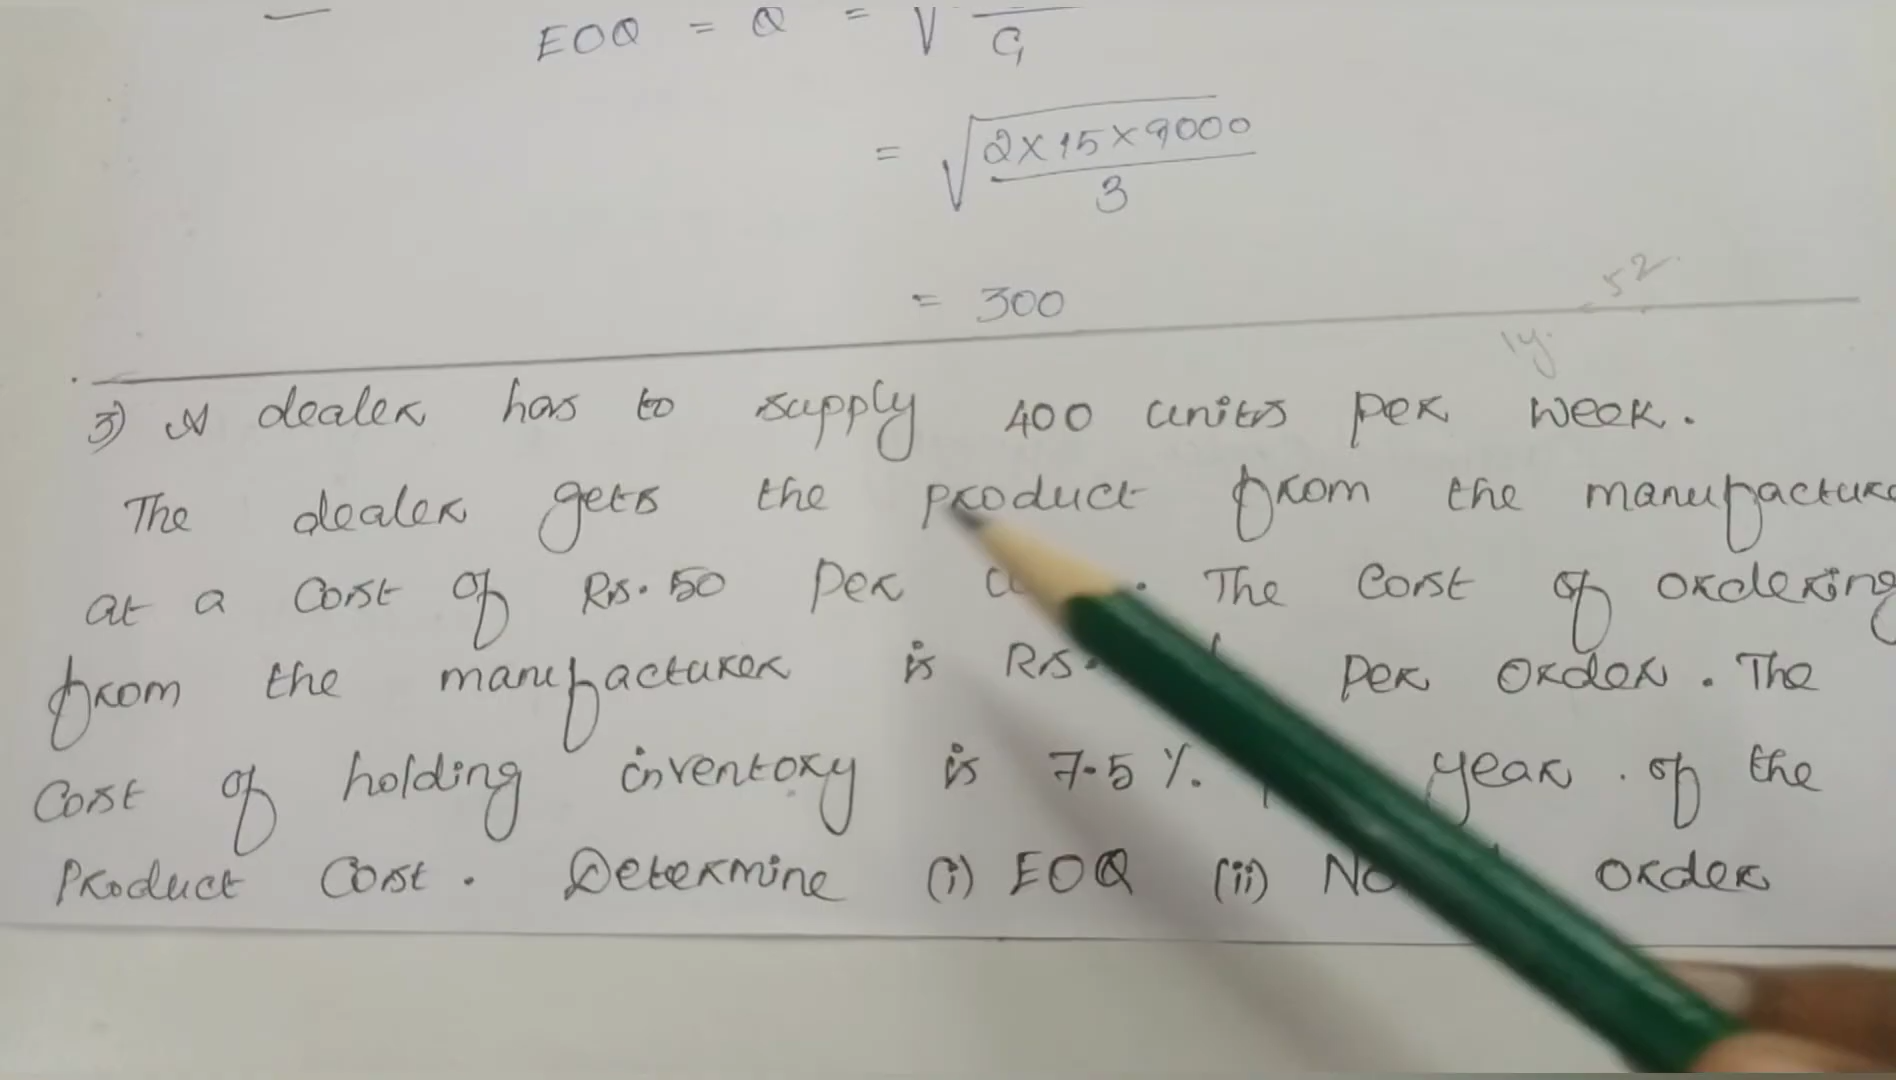 EOQ = Q = √ C₁
= √ 2 × 15 × 9000 / 3
= 300
52
1y.
3) A dealer has to supply 400 units per week.
The dealer gets the product from the manufacture
at a cost of Rs. 50 per . The cost of ordering
from the manufacturer is Rs. per order. The
cost of holding inventory is 7.5 %. year . of the
product cost. Determine (i) EOQ (ii) order